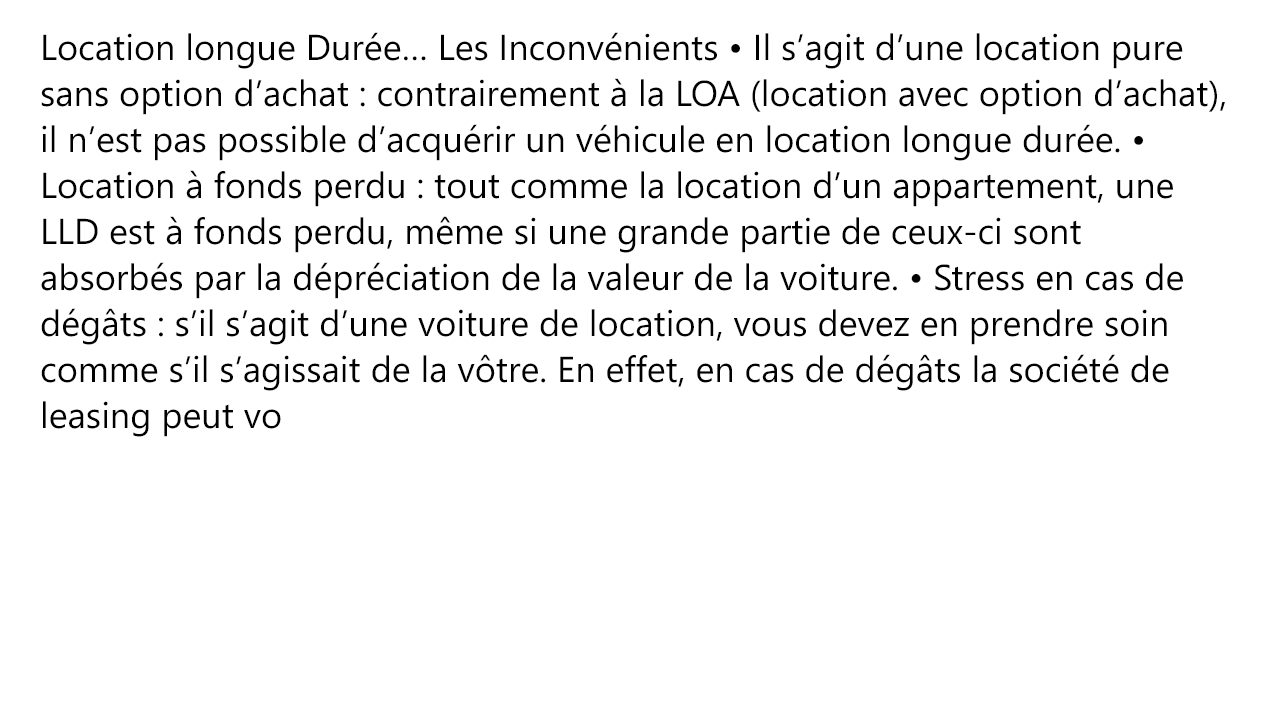 Location longue Durée... Les Inconvénients • Il s’agit d’une location pure
sans option d’achat : contrairement à la LOA (location avec option d’achat),
il n’est pas possible d’acquérir un véhicule en location longue durée. •
Location à fonds perdu : tout comme la location d’un appartement, une
LLD est à fonds perdu, même si une grande partie de ceux-ci sont
absorbés par la dépréciation de la valeur de la voiture. • Stress en cas de
dégâts : s’il s’agit d’une voiture de location, vous devez en prendre soin
comme s’il s’agissait de la vôtre. En effet, en cas de dégâts la société de
leasing peut vo